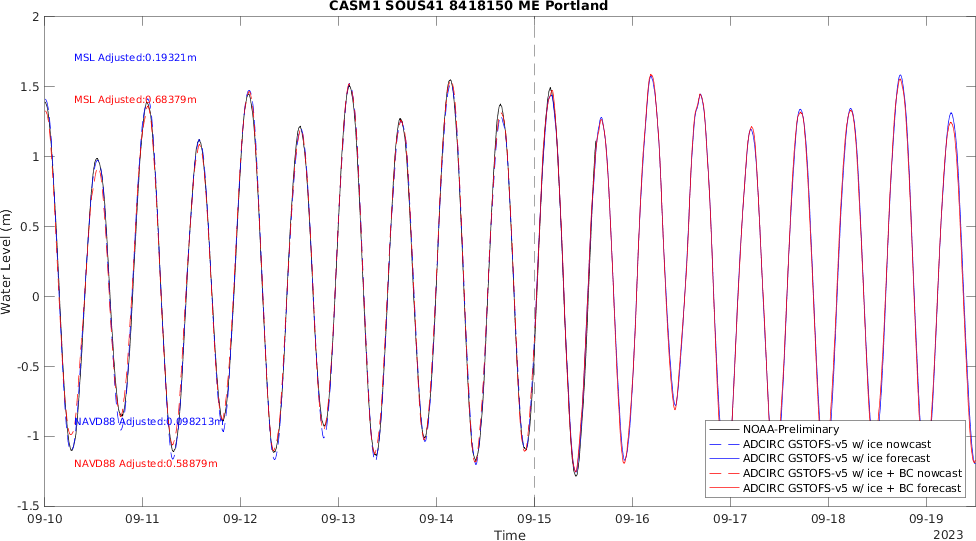 CASM1 SOUS41 8418150 ME Portland
2
1.5
1
0.5
0
-0.5
-1
-1.5
Water Level (m)
MSL Adjusted:0.19321m
MSL Adjusted:0.68379m
NAVD88 Adjusted:0.098213m
NAVD88 Adjusted:0.58879m
NOAA-Preliminary
ADCIRC GSTOFS-v5 w/ ice nowcast
ADCIRC GSTOFS-v5 w/ ice forecast
ADCIRC GSTOFS-v5 w/ ice + BC nowcast
ADCIRC GSTOFS-v5 w/ ice + BC forecast
09-10 09-11 09-12 09-13 09-14 09-15 09-16 09-17 09-18 09-19
Time
2023